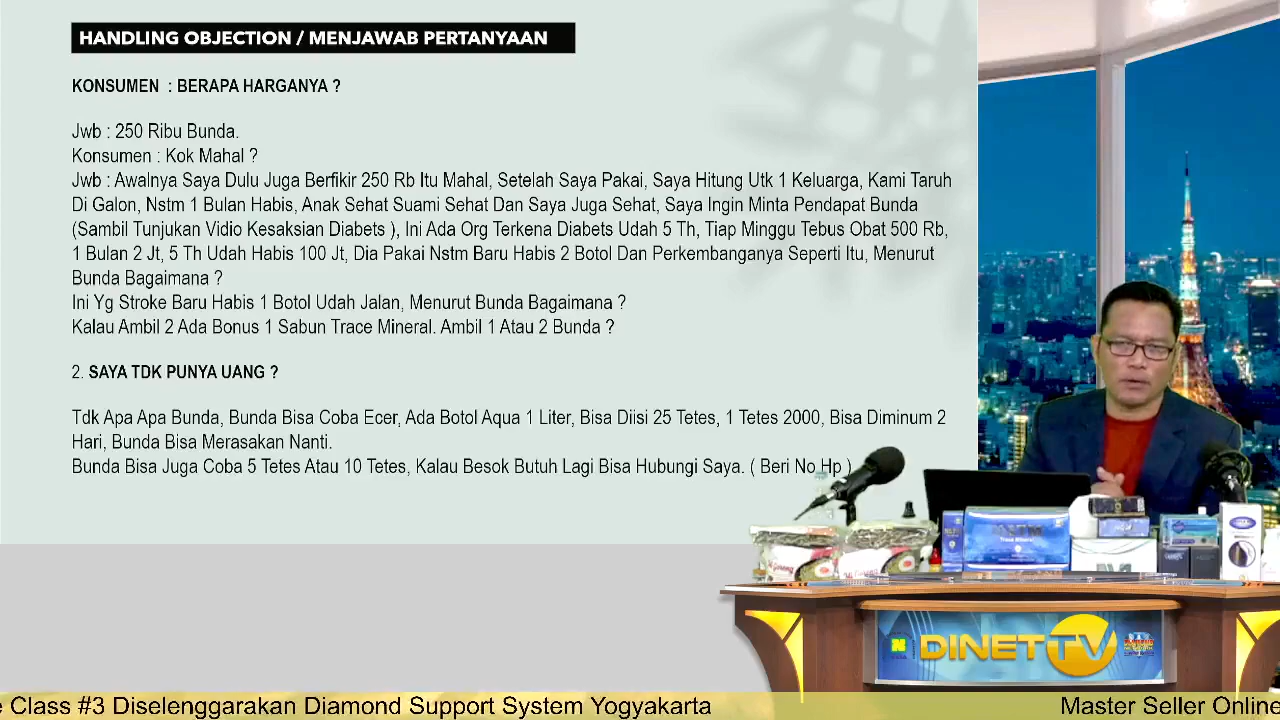 HANDLING OBJECTION / MENJAWAB PERTANYAAN
KONSUMEN : BERAPA HARGANYA ?
Jwb : 250 Ribu Bunda.
Konsumen : Kok Mahal ?
Jwb : Awalnya Saya Dulu Juga Berfikir 250 Rb Itu Mahal, Setelah Saya Pakai, Saya Hitung Utk 1 Keluarga, Kami Taruh
Di Galon, Nstm 1 Bulan Habis, Anak Sehat Suami Sehat Dan Saya Juga Sehat, Saya Ingin Minta Pendapat Bunda
(Sambil Tunjukan Vidio Kesaksian Diabets ), Ini Ada Org Terkena Diabets Udah 5 Th, Tiap Minggu Tebus Obat 500 Rb,
1 Bulan 2 Jt, 5 Th Udah Habis 100 Jt, Dia Pakai Nstm Baru Habis 2 Botol Dan Perkembanganya Seperti Itu, Menurut
Bunda Bagaimana ?
Ini Yg Stroke Baru Habis 1 Botol Udah Jalan, Menurut Bunda Bagaimana ?
Kalau Ambil 2 Ada Bonus 1 Sabun Trace Mineral. Ambil 1 Atau 2 Bunda ?
2. SAYA TDK PUNYA UANG ?
Tdk Apa Apa Bunda, Bunda Bisa Coba Ecer, Ada Botol Aqua 1 Liter, Bisa Diisi 25 Tetes, 1 Tetes 2000, Bisa Diminum 2
Hari, Bunda Bisa Merasakan Nanti.
Bunda Bisa Juga Coba 5 Tetes Atau 10 Tetes, Kalau Besok Butuh Lagi Bisa Hubungi Saya. ( Beri No Hp )
Trace Mineral
DINET TV
e Class #3 Diselenggarakan Diamond Support System Yogyakarta
Master Seller Online